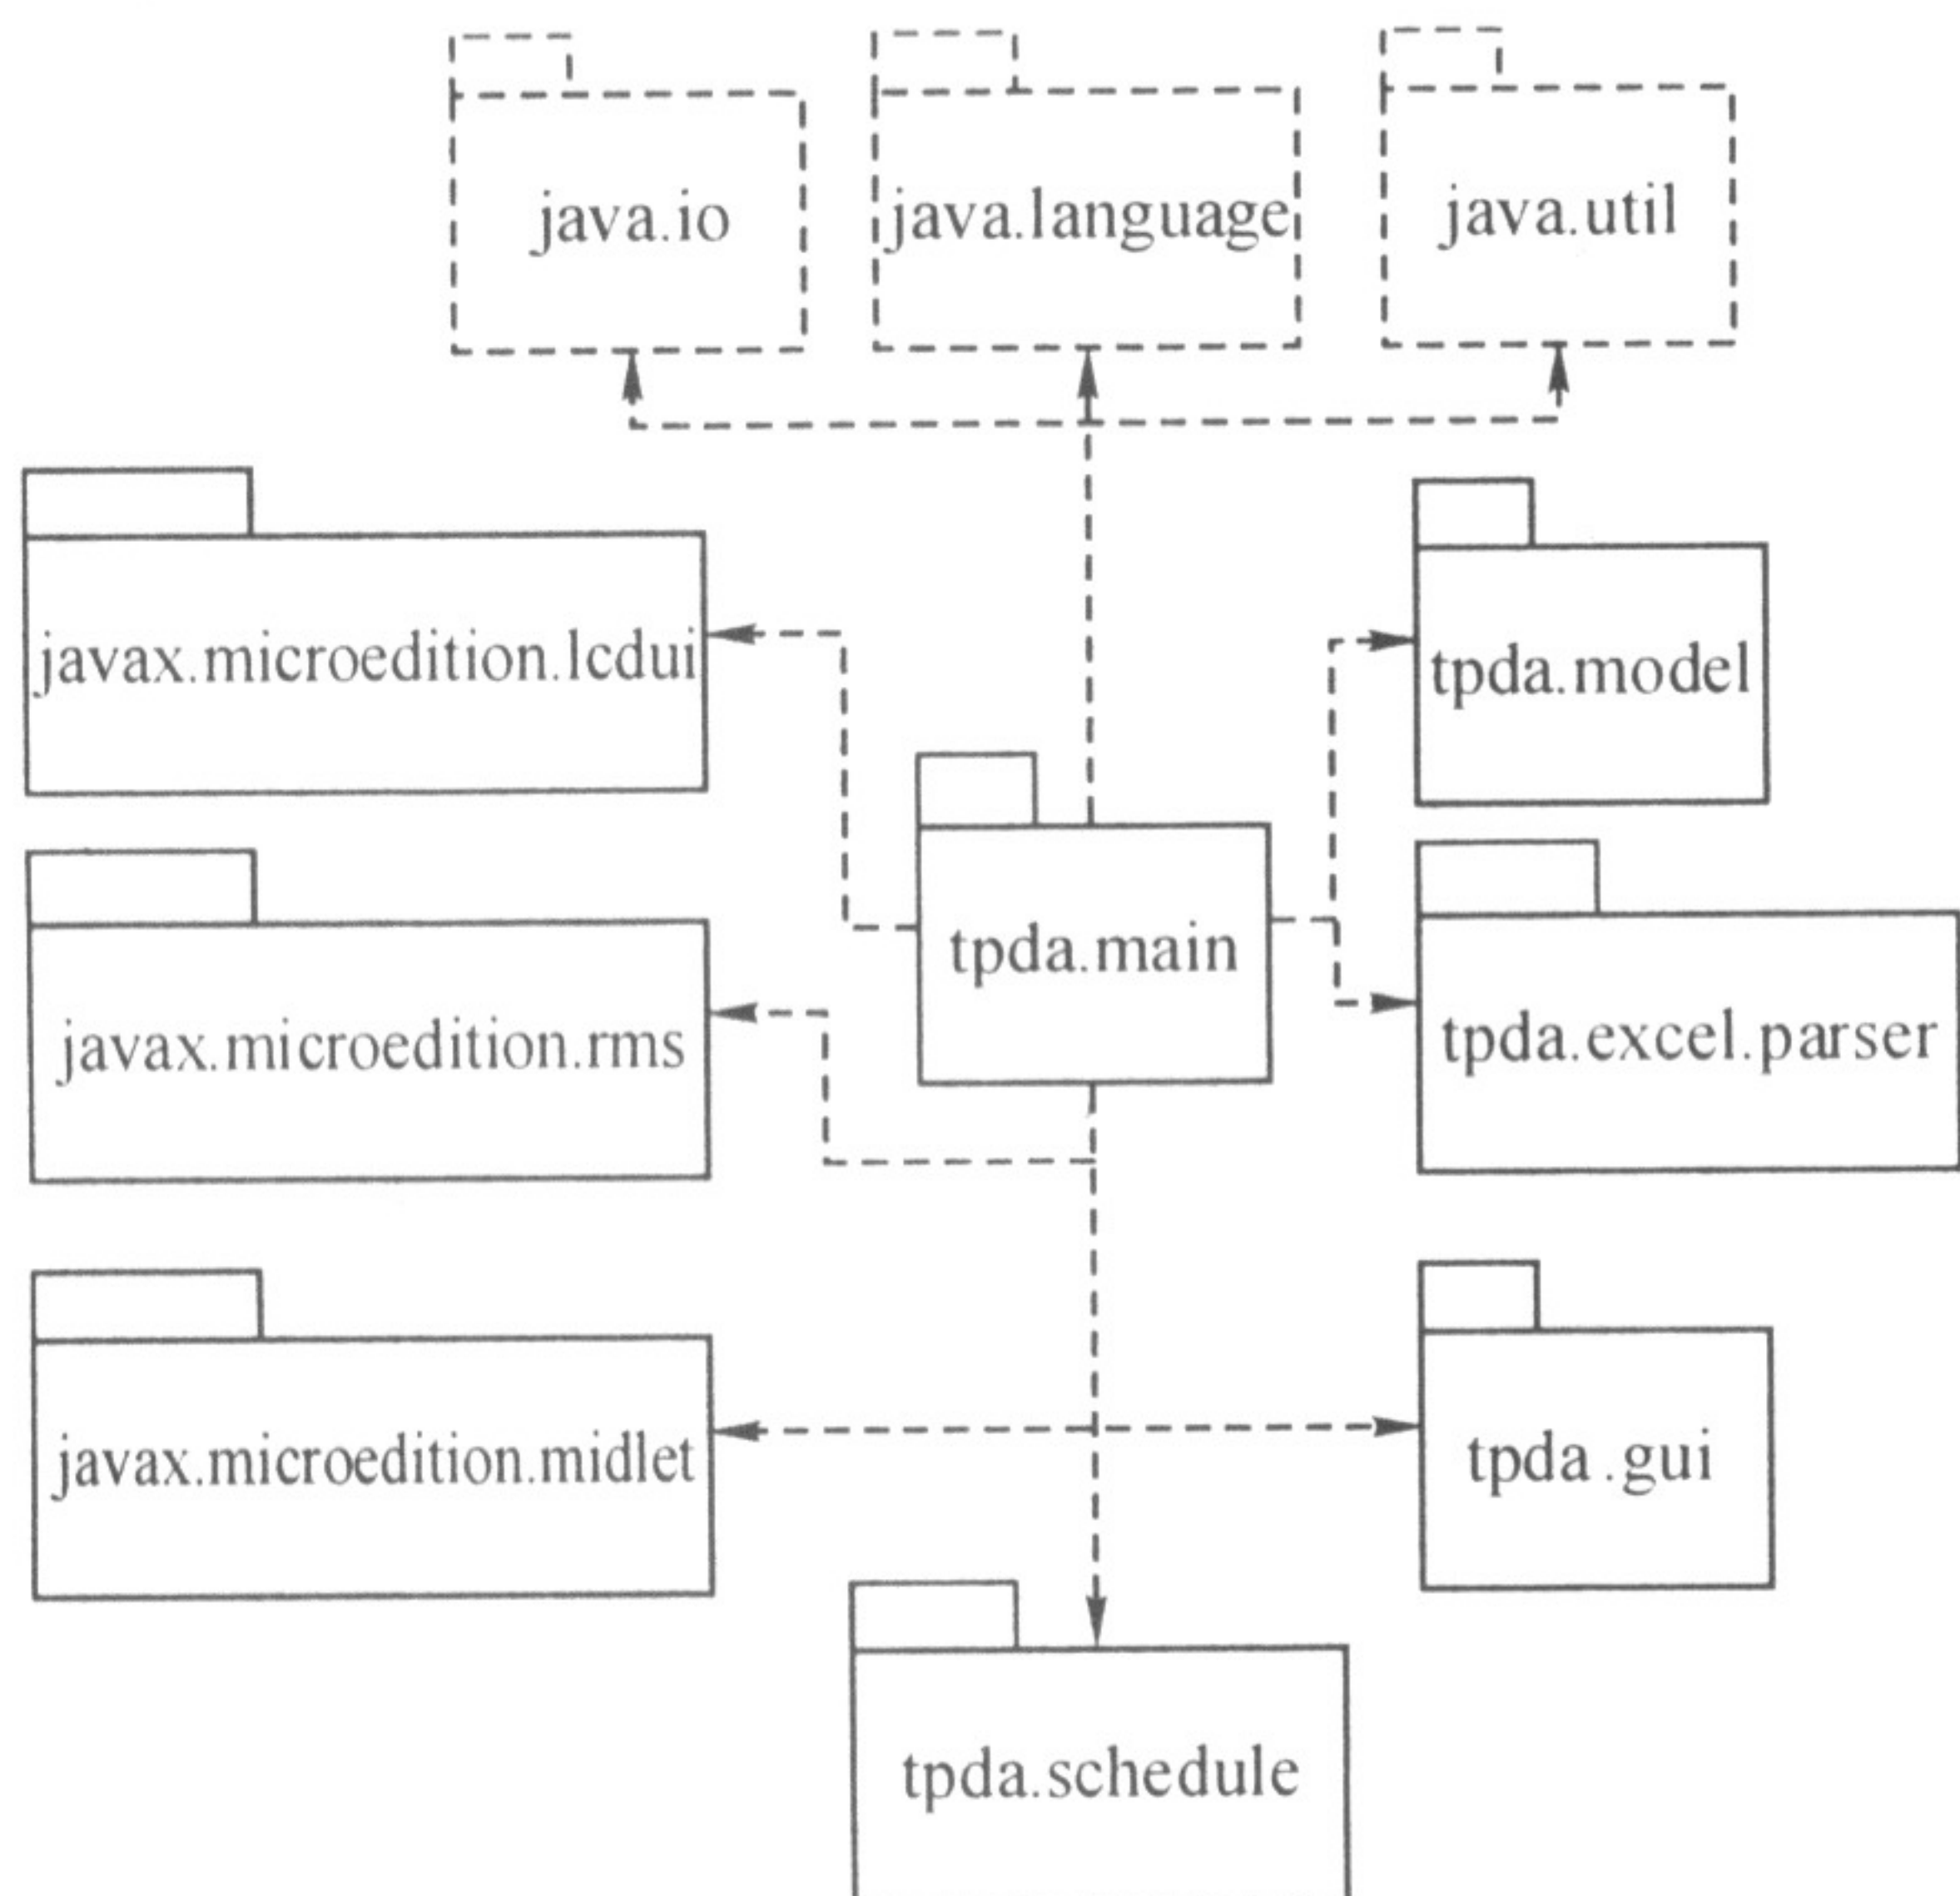 java.io
java.language
java.util
javax.microedition.lcdui
tpda.model
tpda.main
javax.microedition.rms
tpda.excel.parser
javax.microedition.midlet
tpda .gui
tpda.schedule